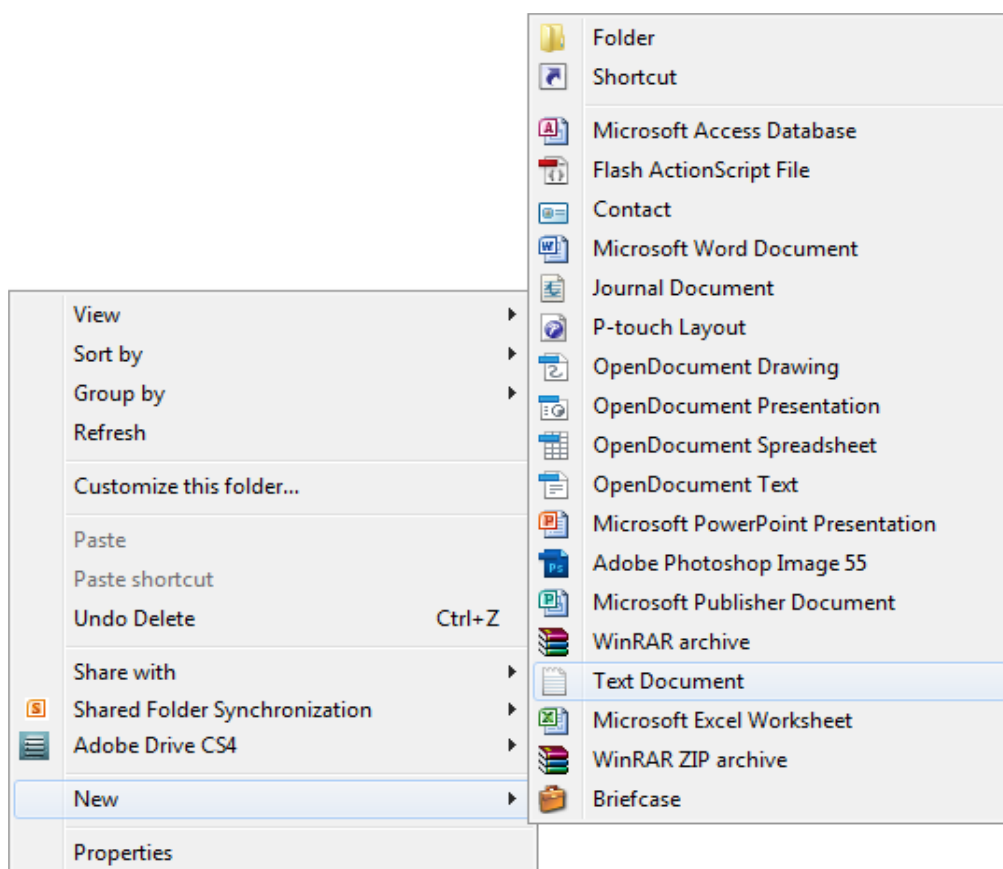 View
Sort by
Group by
Refresh
Customize this folder...
Paste
Paste shortcut
Undo Delete Ctrl+Z
Share with
Shared Folder Synchronization
Adobe Drive CS4
New
Properties
Folder
Shortcut
Microsoft Access Database
Flash ActionScript File
Contact
Microsoft Word Document
Journal Document
P-touch Layout
OpenDocument Drawing
OpenDocument Presentation
OpenDocument Spreadsheet
OpenDocument Text
Microsoft PowerPoint Presentation
Adobe Photoshop Image 55
Microsoft Publisher Document
WinRAR archive
Text Document
Microsoft Excel Worksheet
WinRAR ZIP archive
Briefcase